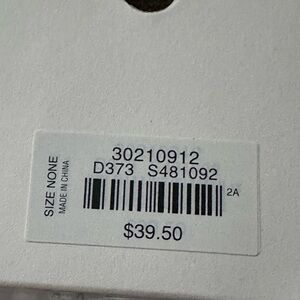 30210912
D373 S481092
SIZE NONE
MADE IN CHINA
2A
$39.50